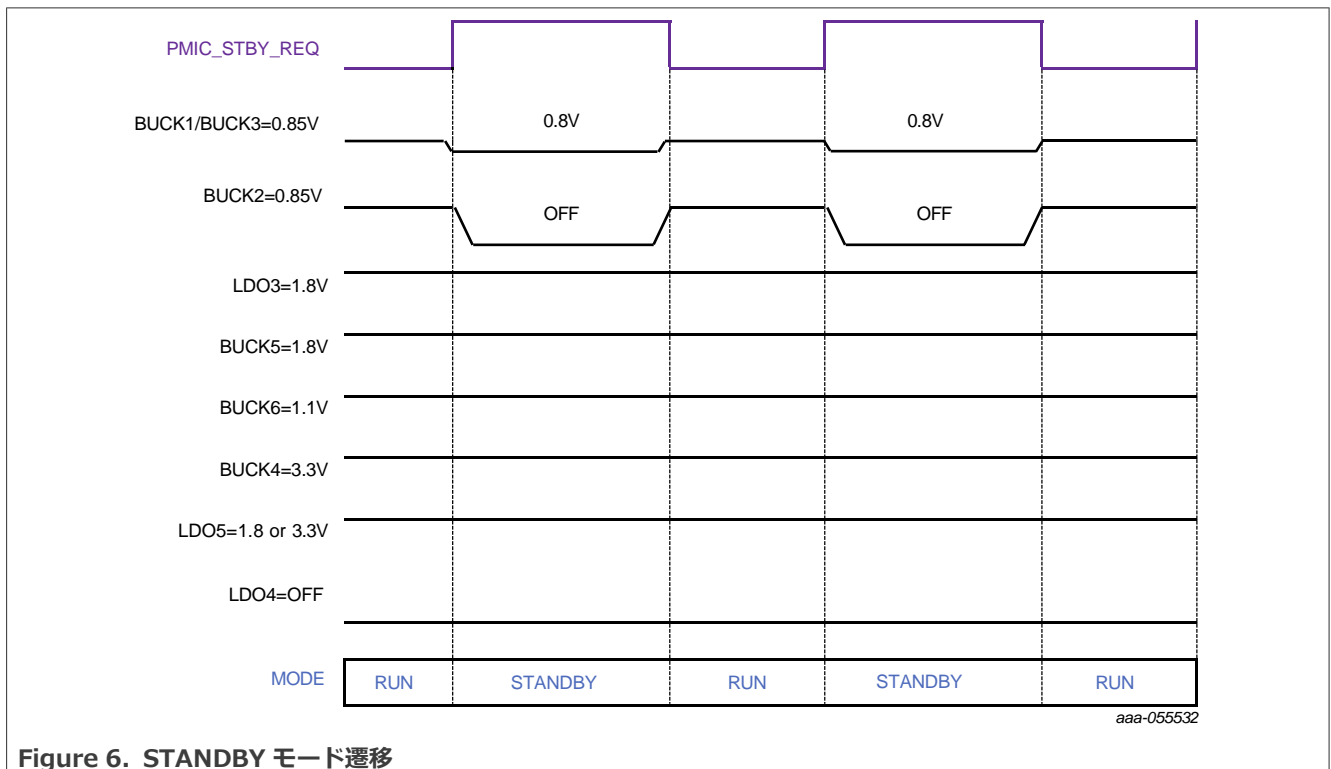 PMIC_STBY_REQ
BUCK1/BUCK3=0.85V
0.8V
0.8V
BUCK2=0.85V
OFF
OFF
LDO3=1.8V
BUCK5=1.8V
BUCK6=1.1V
BUCK4=3.3V
LDO5=1.8 or 3.3V
LDO4=OFF
MODE
RUN
STANDBY
RUN
STANDBY
RUN
aaa-055532
Figure 6. STANDBY モード遷移